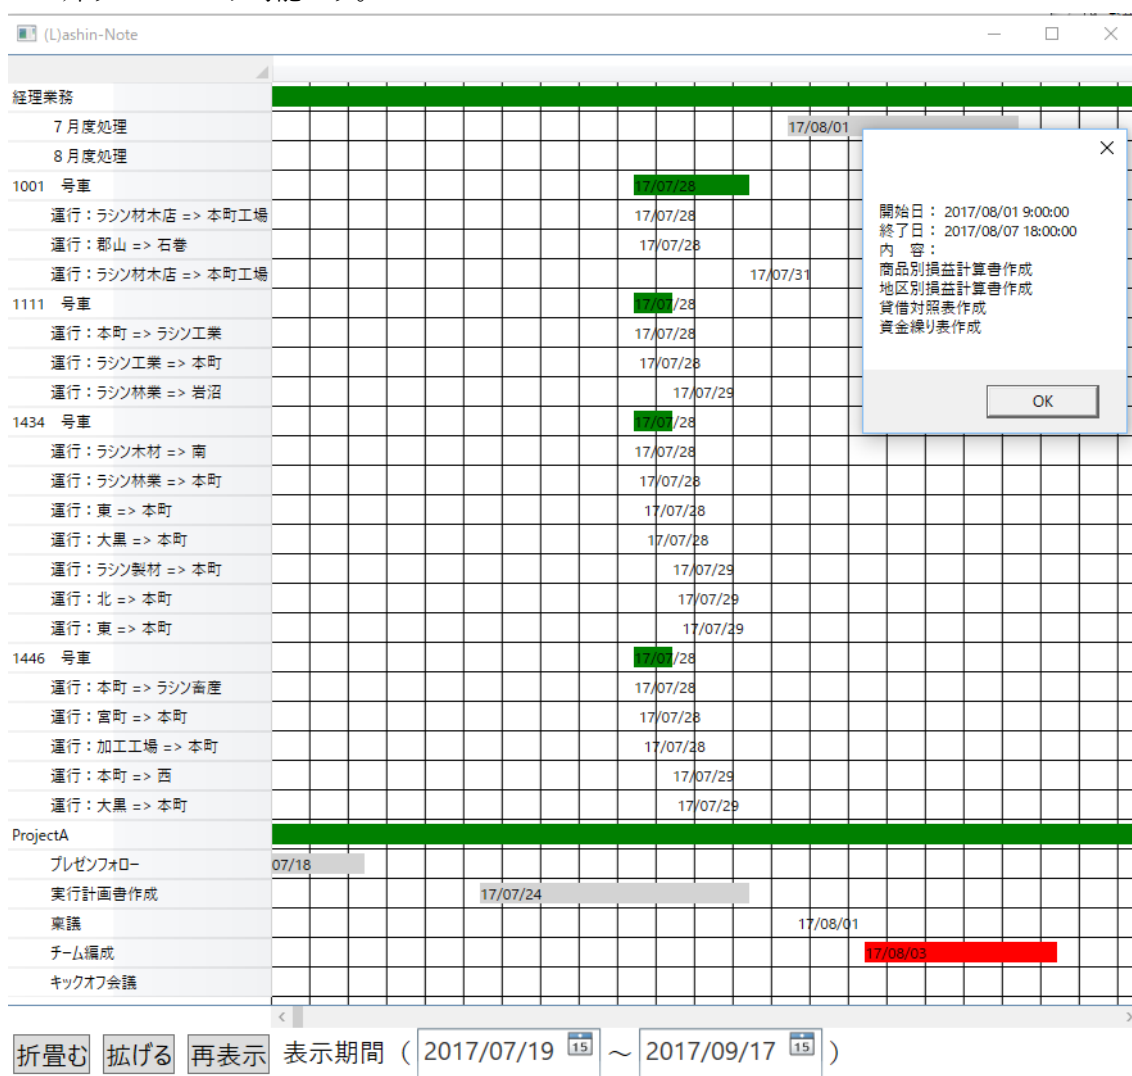 (L)ashin-Note
経理業務
7月度処理 17/08/01
8月度処理
1001 号車 17/07/28
運行：ラシン材木店 => 本町工場 17/07/28
運行：郡山 => 石巻 17/07/28
運行：ラシン材木店 => 本町工場 17/07/31
1111 号車 17/07/28
運行：本町 => ラシン工業 17/07/28
運行：ラシン工業 => 本町 17/07/28
運行：ラシン林業 => 岩沼 17/07/29
1434 号車 17/07/28
運行：ラシン木材 => 南 17/07/28
運行：ラシン林業 => 本町 17/07/28
運行：東 => 本町 17/07/28
運行：大黒 => 本町 17/07/28
運行：ラシン製材 => 本町 17/07/29
運行：北 => 本町 17/07/29
運行：東 => 本町 17/07/29
1446 号車 17/07/28
運行：本町 => ラシン畜産 17/07/28
運行：宮町 => 本町 17/07/28
運行：加工工場 => 本町 17/07/28
運行：本町 => 西 17/07/29
運行：大黒 => 本町 17/07/29
ProjectA
プレゼンフォロー 07/18
実行計画書作成 17/07/24
稟議 17/08/01
チーム編成 17/08/03
キックオフ会議
開始日： 2017/08/01 9:00:00
終了日： 2017/08/07 18:00:00
内　容：
商品別損益計算書作成
地区別損益計算書作成
貸借対照表作成
資金繰り表作成
OK
折畳む 拡げる 再表示 表示期間 （ 2017/07/19 15 ～ 2017/09/17 15 ）